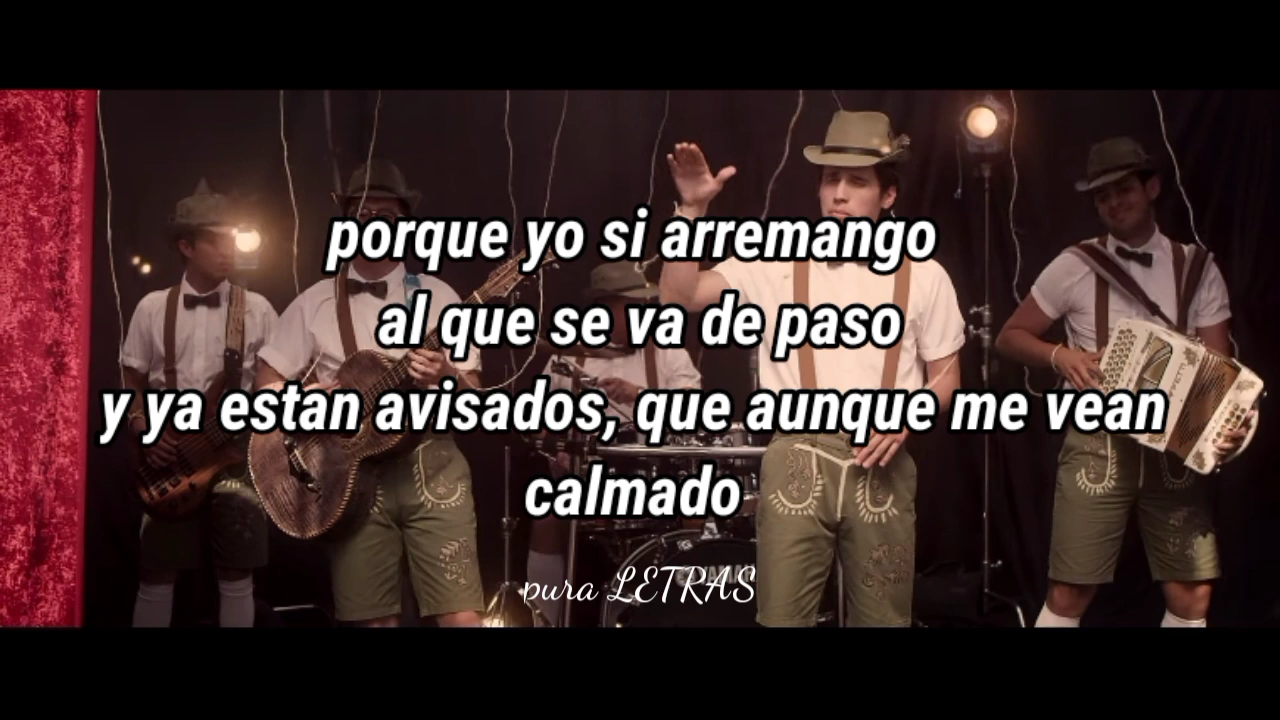 porque yo si arremango
al que se va de paso
y ya estan avisados, que aunque me vean
calmado
pura LETRAS